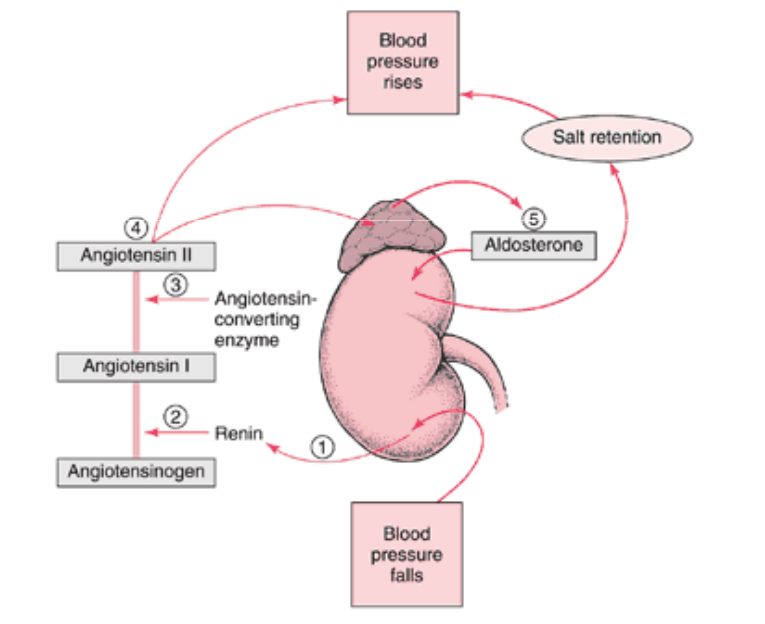 Blood
pressure
rises
Salt retention
④
⑤
Angiotensin II
Aldosterone
③
Angiotensin-
converting
enzyme
Angiotensin I
②
Renin
①
Angiotensinogen
Blood
pressure
falls